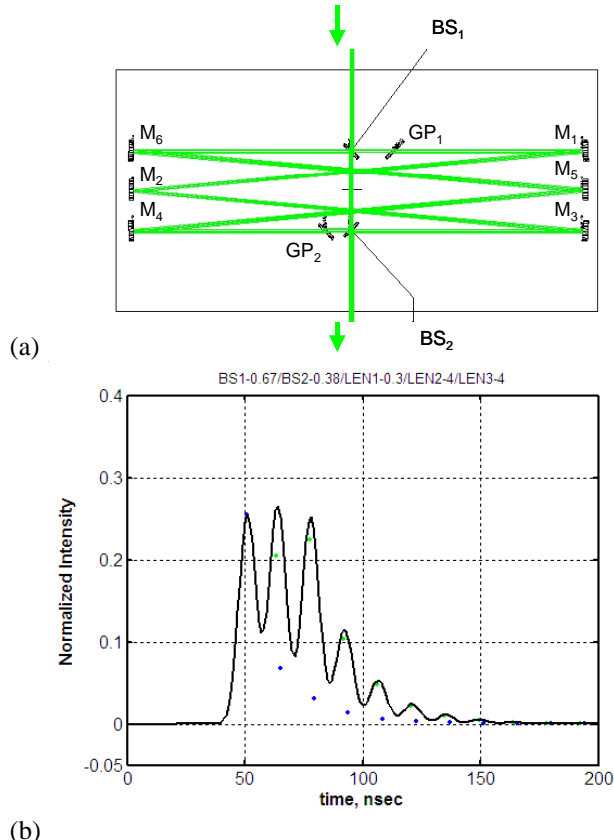 BS₁
M₆
GP₁
M₁
M₂
M₅
M₄
M₃
GP₂
BS₂
(a)
BS1-0.67/BS2-0.38/LEN1-0.3/LEN2-4/LEN3-4
0.4
0.3
0.2
0.1
0
-0.05
Normalized Intensity
0 50 100 150 200
time, nsec
(b)